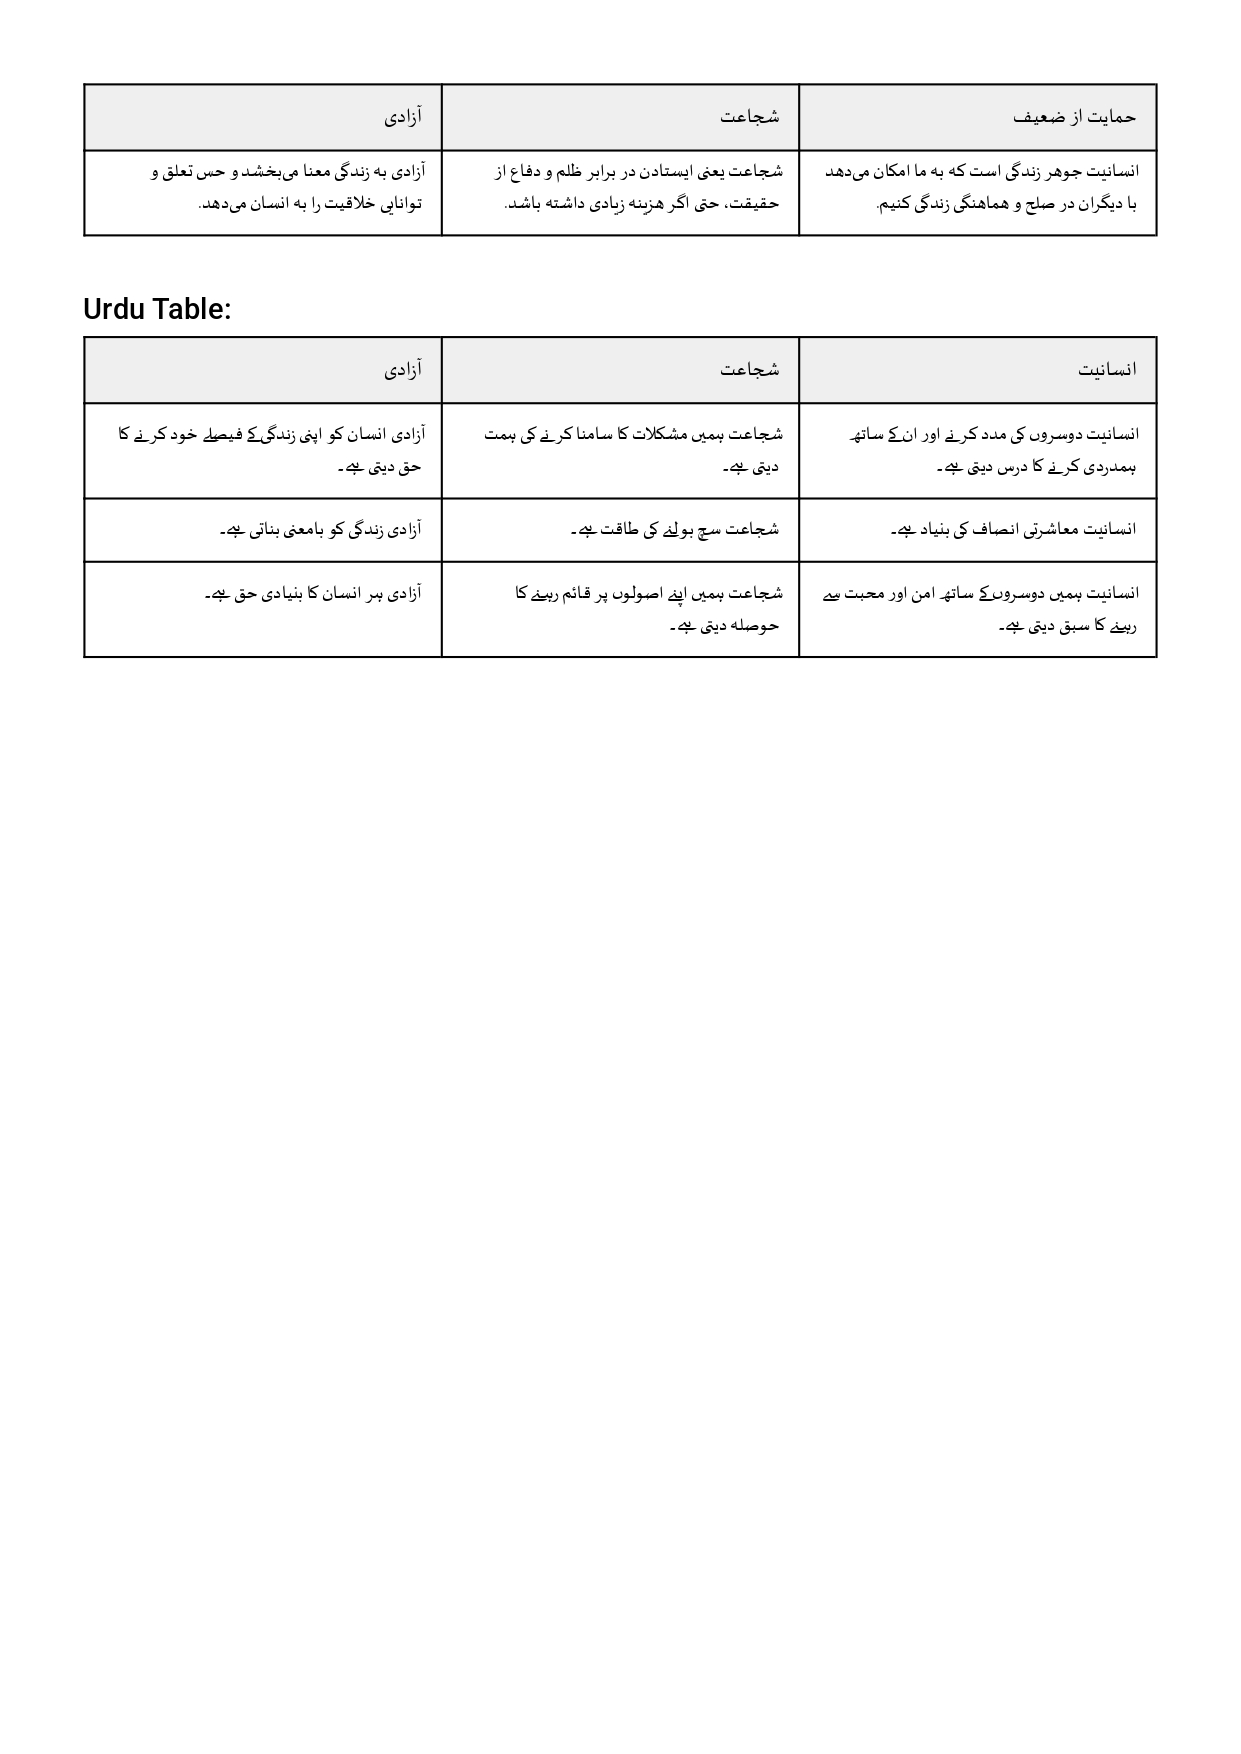 حمایت از ضعیف
شجاعت
آزادی
انسانیت جوهر زندگی است که به ما امکان می‌دهد
با دیگران در صلح و هماهنگی زندگی کنیم.
شجاعت یعنی ایستادن در برابر ظلم و دفاع از
حقیقت، حتی اگر هزینه زیادی داشته باشد.
آزادی به زندگی معنا می‌بخشد و حس تعلق و
توانایی خلاقیت را به انسان می‌دهد.
Urdu Table:
انسانیت
شجاعت
آزادی
انسانیت دوسروں کی مدد کرنے اور ان کے ساتھ
ہمدردی کرنے کا درس دیتی ہے۔
شجاعت ہمیں مشکلات کا سامنا کرنے کی ہمت
دیتی ہے۔
آزادی انسان کو اپنی زندگی کے فیصلے خود کرنے کا
حق دیتی ہے۔
انسانیت معاشرتی انصاف کی بنیاد ہے۔
شجاعت سچ بولنے کی طاقت ہے۔
آزادی زندگی کو بامعنی بناتی ہے۔
انسانیت ہمیں دوسروں کے ساتھ امن اور محبت سے
رہنے کا سبق دیتی ہے۔
شجاعت ہمیں اپنے اصولوں پر قائم رہنے کا
حوصلہ دیتی ہے۔
آزادی ہر انسان کا بنیادی حق ہے۔